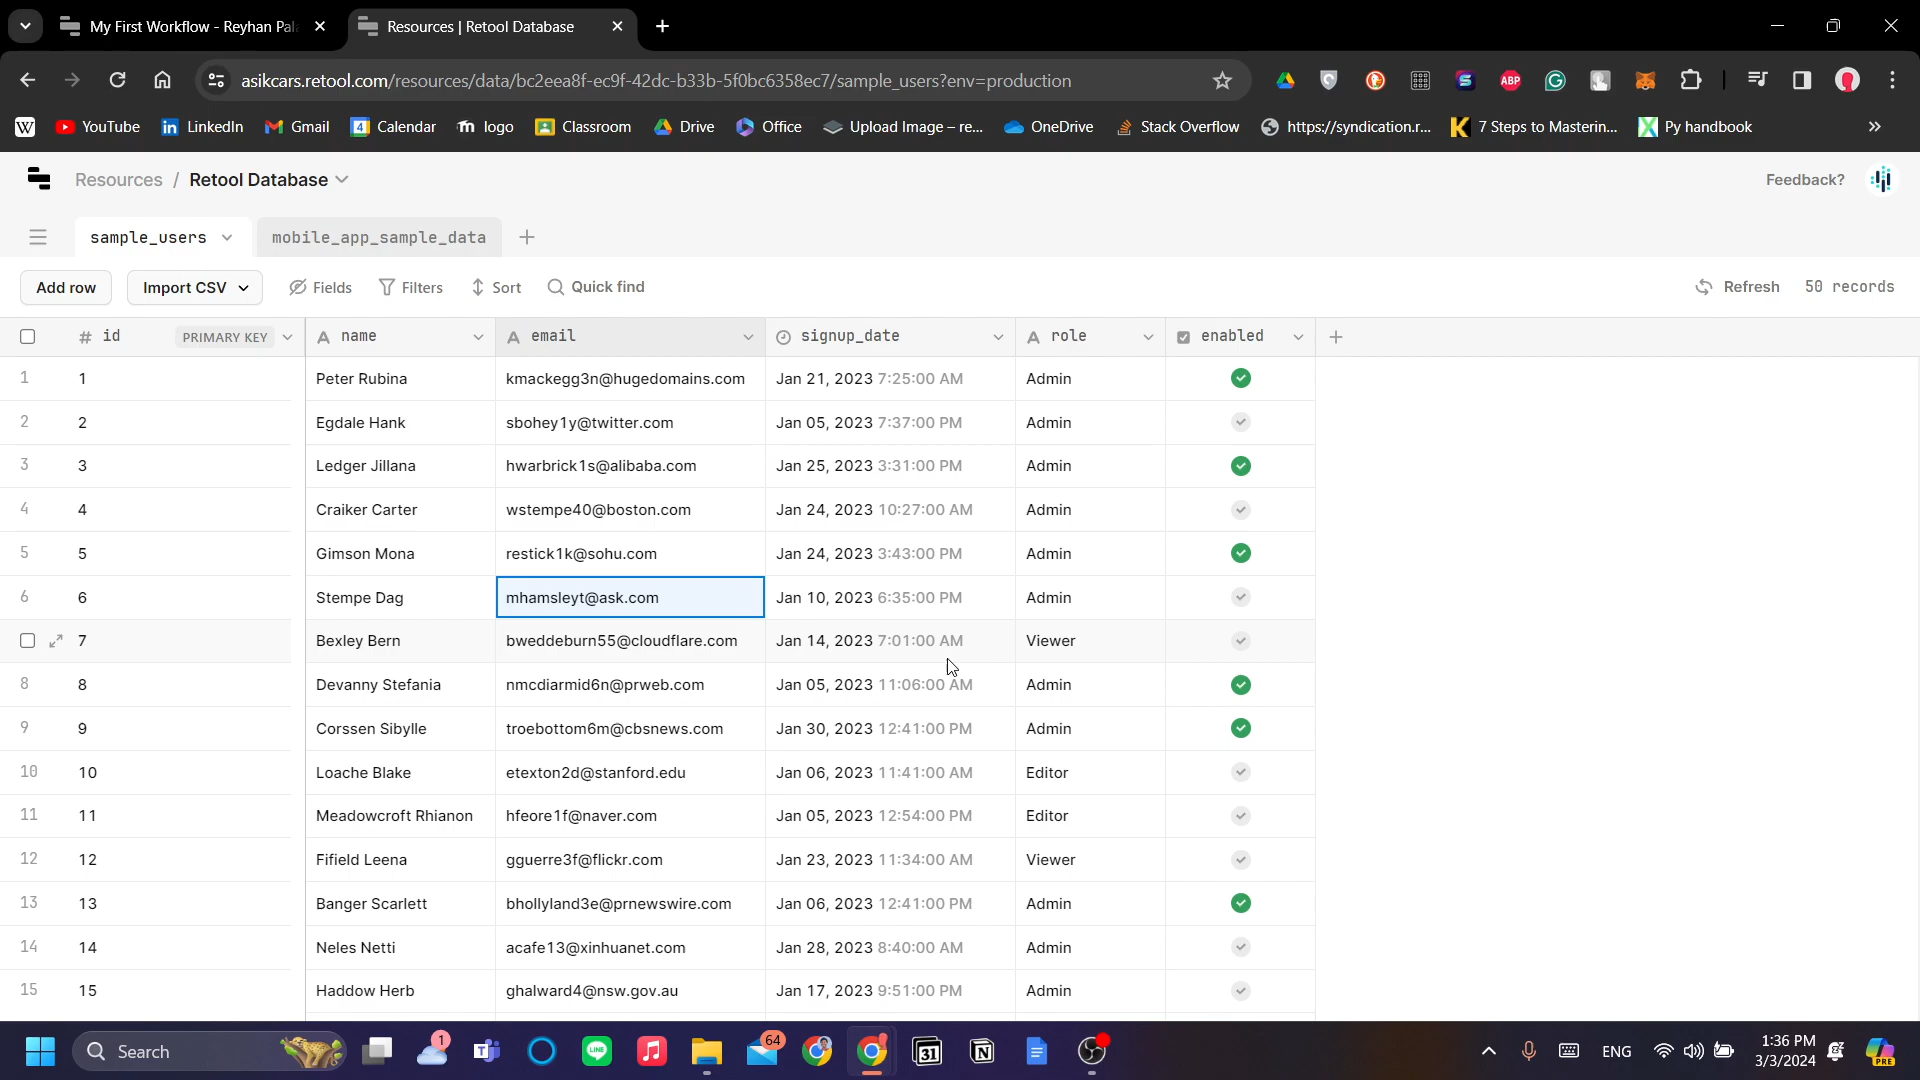 My First Workflow - Reyhan Pala
Resources | Retool Database
asikcars.retool.com/resources/data/bc2eea8f-ec9f-42dc-b33b-5f0bc6358ec7/sample_users?env=production
ABP
W YouTube LinkedIn Gmail 4 Calendar m logo Classroom Drive Office Upload Image – re... OneDrive Stack Overflow https://syndication.r... 7 Steps to Masterin... Py handbook
Resources / Retool Database Feedback?
sample_users mobile_app_sample_data
Add row Import CSV Fields Filters Sort Quick find Refresh 50 records
# id PRIMARY KEY A name A email signup_date A role enabled
1 1 Peter Rubina kmackegg3n@hugedomains.com Jan 21, 2023 7:25:00 AM Admin
2 2 Egdale Hank sbohey1y@twitter.com Jan 05, 2023 7:37:00 PM Admin
3 3 Ledger Jillana hwarbrick1s@alibaba.com Jan 25, 2023 3:31:00 PM Admin
4 4 Craiker Carter wstempe40@boston.com Jan 24, 2023 10:27:00 AM Admin
5 5 Gimson Mona restick1k@sohu.com Jan 24, 2023 3:43:00 PM Admin
6 6 Stempe Dag mhamsleyt@ask.com Jan 10, 2023 6:35:00 PM Admin
7 Bexley Bern bweddeburn55@cloudflare.com Jan 14, 2023 7:01:00 AM Viewer
8 8 Devanny Stefania nmcdiarmid6n@prweb.com Jan 05, 2023 11:06:00 AM Admin
9 9 Corssen Sibylle troebottom6m@cbsnews.com Jan 30, 2023 12:41:00 PM Admin
10 10 Loache Blake etexton2d@stanford.edu Jan 06, 2023 11:41:00 AM Editor
11 11 Meadowcroft Rhianon hfeore1f@naver.com Jan 05, 2023 12:54:00 PM Editor
12 12 Fifield Leena gguerre3f@flickr.com Jan 23, 2023 11:34:00 AM Viewer
13 13 Banger Scarlett bhollyland3e@prnewswire.com Jan 06, 2023 12:41:00 PM Admin
14 14 Neles Netti acafe13@xinhuanet.com Jan 28, 2023 8:40:00 AM Admin
15 15 Haddow Herb ghalward4@nsw.gov.au Jan 17, 2023 9:51:00 PM Admin
Search 1 64 31 ENG 1:36 PM
3/3/2024 PRE